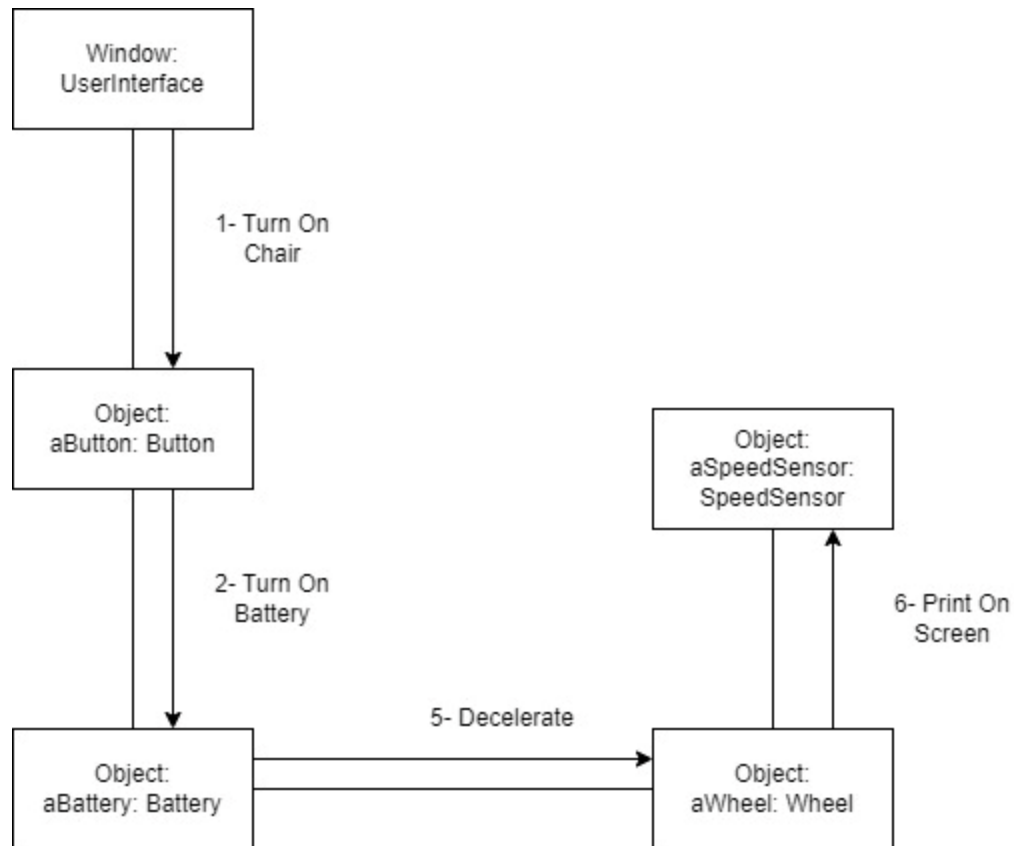 Window:
UserInterface
1- Turn On
Chair
Object:
aButton: Button
Object:
aSpeedSensor:
SpeedSensor
2- Turn On
Battery
6- Print On
Screen
5- Decelerate
Object:
aBattery: Battery
Object:
aWheel: Wheel